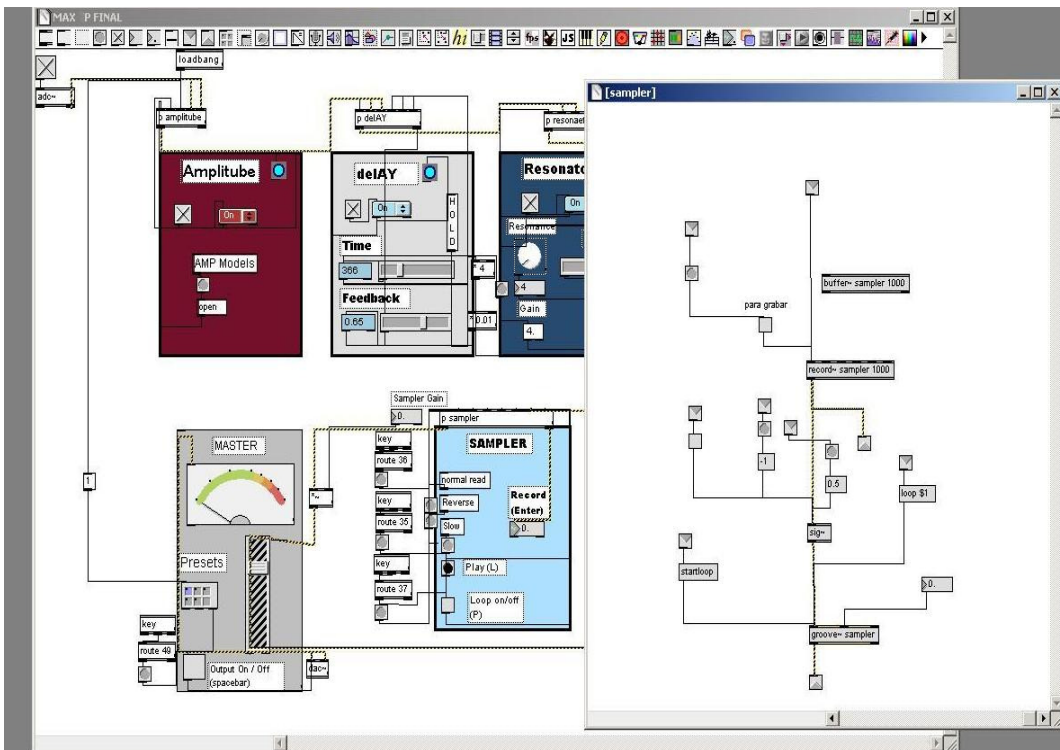 MAX P FINAL
hi
fps
JS
loadbang
adc~
p amplitube
p delAY
Amplitube
On
AMP Models
open
delAY
On
H
O
L
D
Time
366
* 4
Feedback
0.65
* 0.01
On
Resonance
4
Gain
4.
1
MASTER
Presets
key
route 49
Output On / Off
(spacebar)
dac~
*~
Sampler Gain
0.
key
route 36
key
route 35
key
route 37
p sampler
SAMPLER
normal read
Reverse
Slow
Record
(Enter)
0.
Play (L)
Loop on/off
(P)
[sampler]
buffer~ sampler 1000
para grabar
record~ sampler 1000
-1
0.5
loop $1
sig~
startloop
0.
groove~ sampler